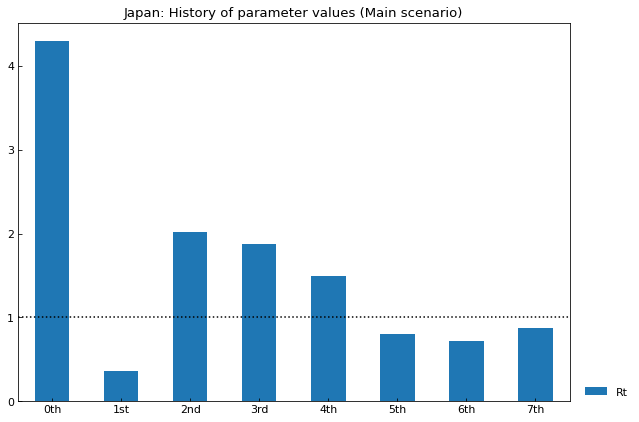 Japan: History of parameter values (Main scenario)
4
3
2
1
0
0th 1st 2nd 3rd 4th 5th 6th 7th
Rt